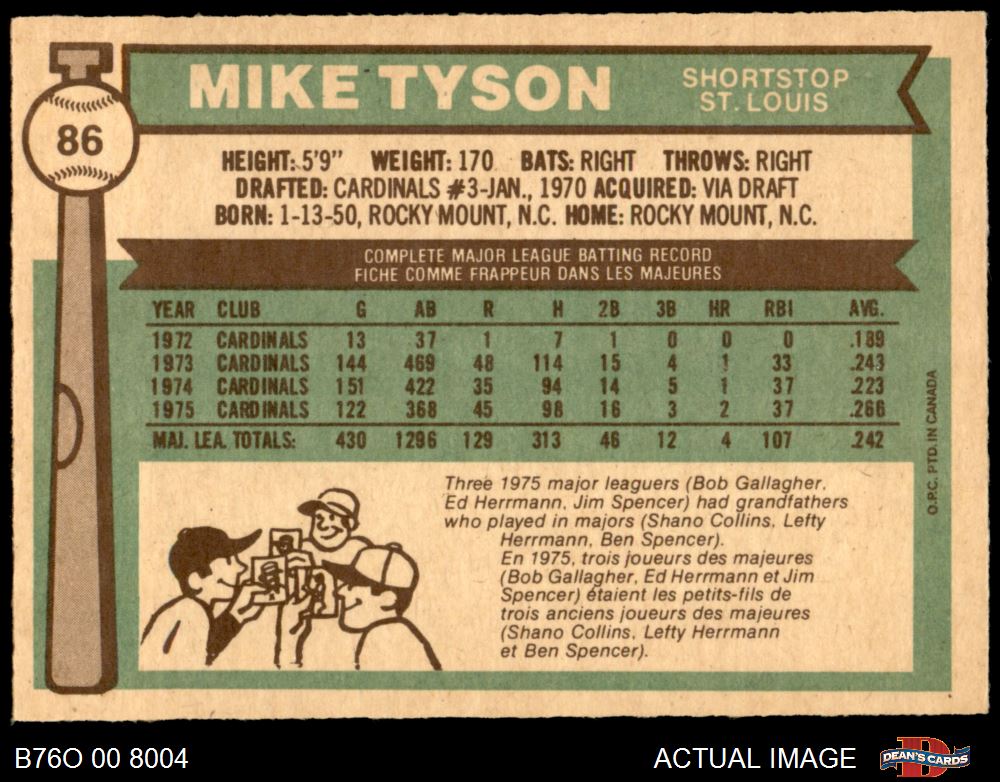 MIKE TYSON
SHORTSTOP
ST. LOUIS
86
HEIGHT: 5'9" WEIGHT: 170 BATS: RIGHT THROWS: RIGHT
DRAFTED: CARDINALS #3-JAN., 1970 ACQUIRED: VIA DRAFT
BORN: 1-13-50, ROCKY MOUNT, N.C. HOME: ROCKY MOUNT, N.C.
COMPLETE MAJOR LEAGUE BATTING RECORD
FICHE COMME FRAPPEUR DANS LES MAJEURES
YEAR CLUB G AB R H 2B 3B HR RBI AVG.
1972 CARDINALS 13 37 1 7 1 0 0 0 .189
1973 CARDINALS 144 469 48 114 15 4 1 33 .243
1974 CARDINALS 151 422 35 94 14 5 1 37 .223
1975 CARDINALS 122 368 45 98 16 3 2 37 .266
MAJ. LEA. TOTALS: 430 1296 129 313 46 12 4 107 .242
Three 1975 major leaguers (Bob Gallagher,
Ed Herrmann, Jim Spencer) had grandfathers
who played in majors (Shano Collins, Lefty
Herrmann, Ben Spencer).
En 1975, trois joueurs des majeures
(Bob Gallagher, Ed Herrmann et Jim
Spencer) étaient les petits-fils de
trois anciens joueurs des majeures
(Shano Collins, Lefty Herrmann
et Ben Spencer).
O.P.C. PTD. IN CANADA
B76O 00 8004
ACTUAL IMAGE
DEAN'S CARDS